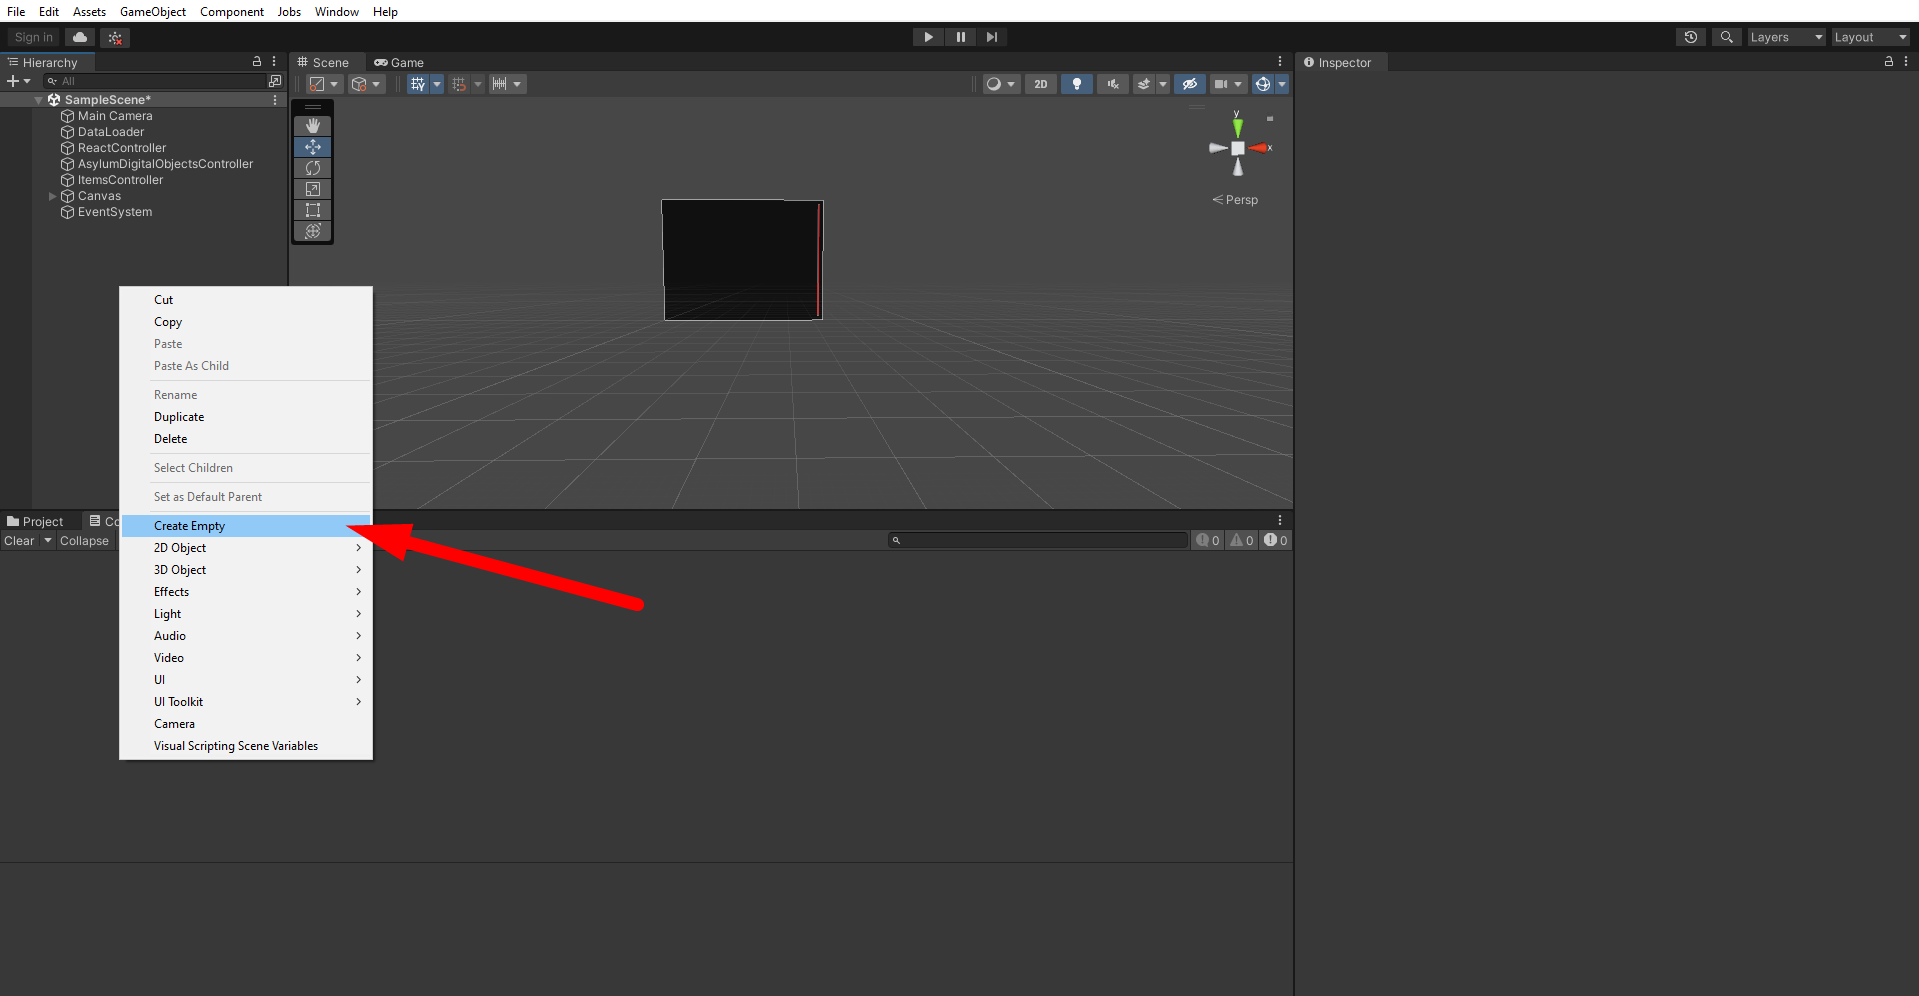 File Edit Assets GameObject Component Jobs Window Help
Sign in
Layers
Layout
Hierarchy
Scene
Game
Inspector
All
2D
SampleScene*
Main Camera
DataLoader
ReactController
AsylumDigitalObjectsController
ItemsController
Canvas
EventSystem
y
x
Persp
Cut
Copy
Paste
Paste As Child
Rename
Duplicate
Delete
Select Children
Set as Default Parent
Create Empty
2D Object
3D Object
Effects
Light
Audio
Video
UI
UI Toolkit
Camera
Visual Scripting Scene Variables
Project
Co
Clear
Collapse
0
0
0